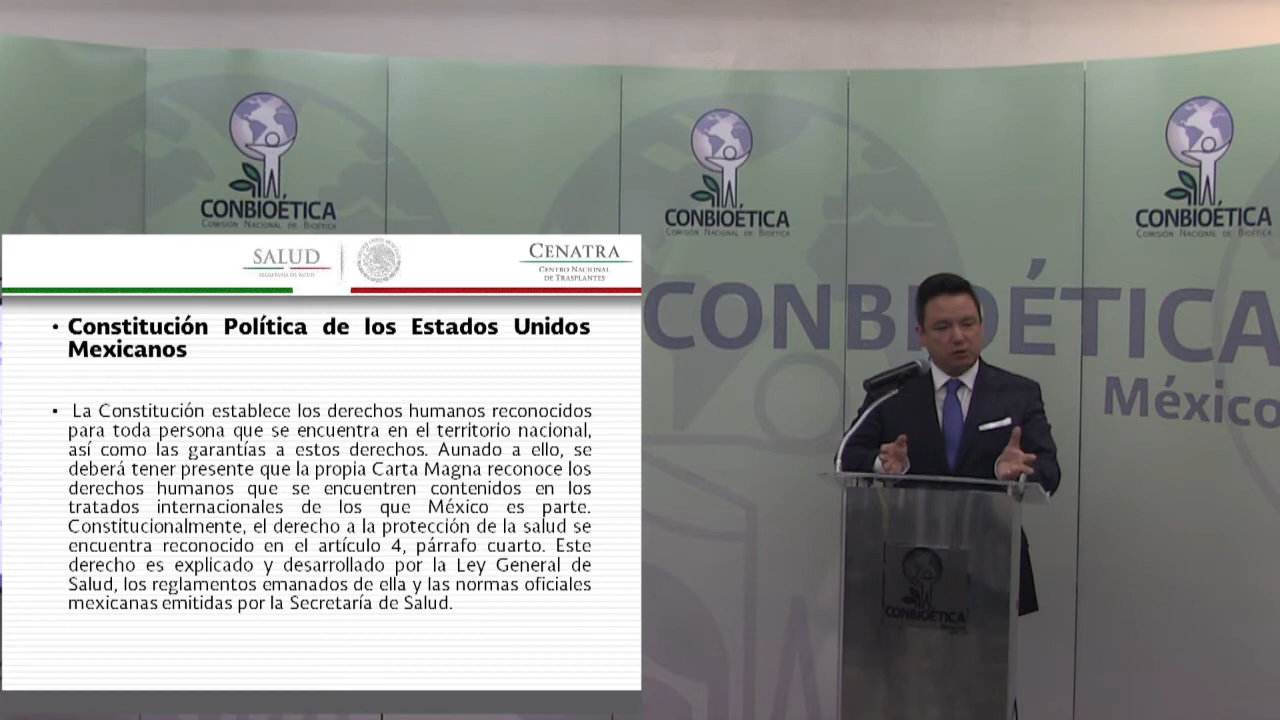 CONBIOÉTICA
COMISIÓN NACIONAL DE BIOÉTICA
CONBIOÉTICA
COMISIÓN NACIONAL DE BIOÉTICA
CONBIOÉTICA
COMISIÓN NACIONAL DE BIOÉTICA
SALUD
SECRETARÍA DE SALUD
CENATRA
CENTRO NACIONAL
DE TRASPLANTES
• Constitución Política de los Estados Unidos
Mexicanos
• La Constitución establece los derechos humanos reconocidos
para toda persona que se encuentra en el territorio nacional,
así como las garantías a estos derechos. Aunado a ello, se
deberá tener presente que la propia Carta Magna reconoce los
derechos humanos que se encuentren contenidos en los
tratados internacionales de los que México es parte.
Constitucionalmente, el derecho a la protección de la salud se
encuentra reconocido en el artículo 4, párrafo cuarto. Este
derecho es explicado y desarrollado por la Ley General de
Salud, los reglamentos emanados de ella y las normas oficiales
mexicanas emitidas por la Secretaría de Salud.
CONBIOÉTICA
México
CONBIOÉTICA